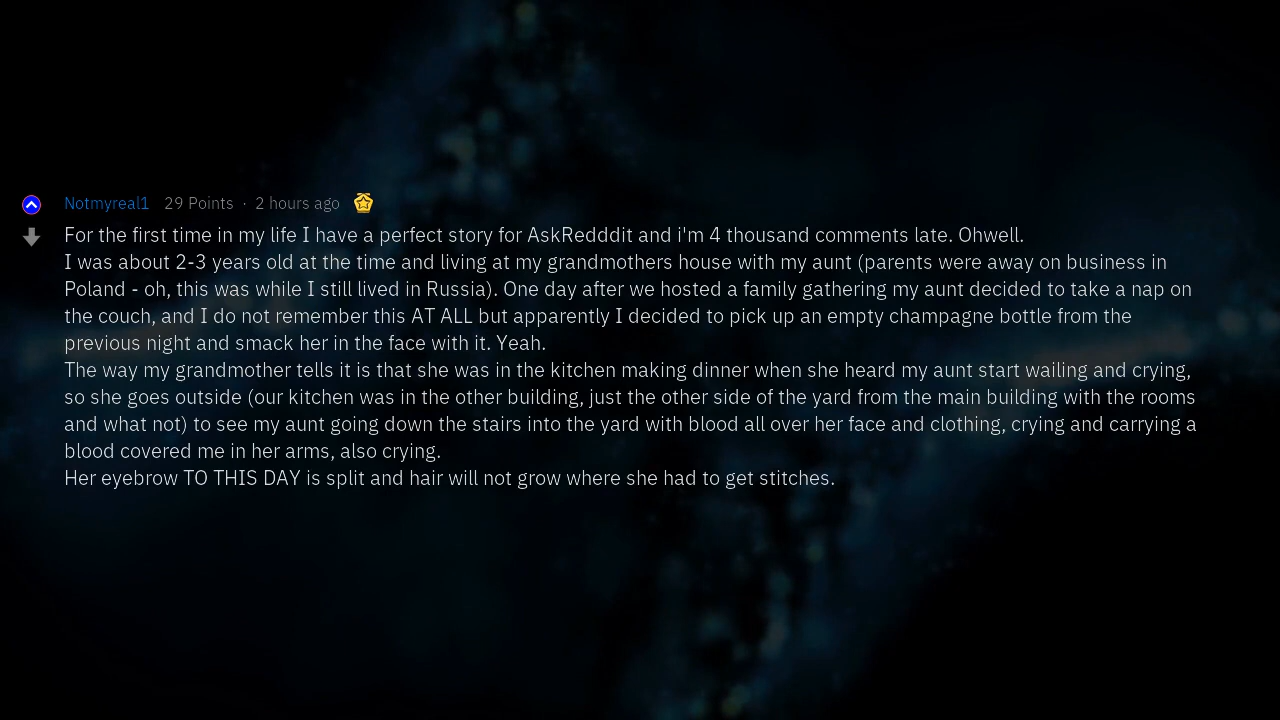 Notmyreal1 29 Points · 2 hours ago
For the first time in my life I have a perfect story for AskRedddit and i'm 4 thousand comments late. Ohwell.
I was about 2-3 years old at the time and living at my grandmothers house with my aunt (parents were away on business in
Poland - oh, this was while I still lived in Russia). One day after we hosted a family gathering my aunt decided to take a nap on
the couch, and I do not remember this AT ALL but apparently I decided to pick up an empty champagne bottle from the
previous night and smack her in the face with it. Yeah.
The way my grandmother tells it is that she was in the kitchen making dinner when she heard my aunt start wailing and crying,
so she goes outside (our kitchen was in the other building, just the other side of the yard from the main building with the rooms
and what not) to see my aunt going down the stairs into the yard with blood all over her face and clothing, crying and carrying a
blood covered me in her arms, also crying.
Her eyebrow TO THIS DAY is split and hair will not grow where she had to get stitches.